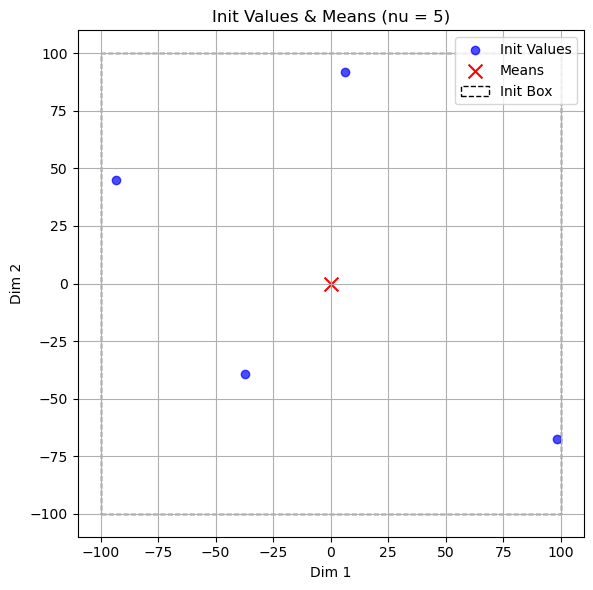 Init Values & Means (nu = 5)
Init Values
Means
Init Box
Dim 2
100
75
50
25
0
−25
−50
−75
−100
−100 −75 −50 −25 0 25 50 75 100
Dim 1